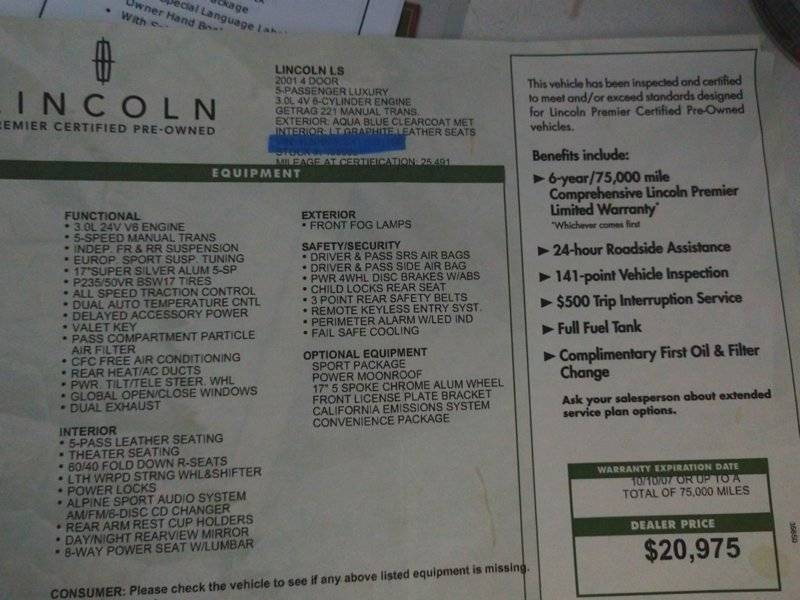 ackage
Special Language Lab
Owner Hand Book
With
LINCOLN
PREMIER CERTIFIED PRE-OWNED
LINCOLN LS
2001 4 DOOR
5-PASSENGER LUXURY
3.0L 4V 6-CYLINDER ENGINE
GETRAG 221 MANUAL TRANS.
EXTERIOR: AQUA BLUE CLEARCOAT MET
INTERIOR: LT GRAPHITE LEATHER SEATS
MILEAGE AT CERTIFICATION: 25,491
EQUIPMENT
FUNCTIONAL
• 3.0L 24V V6 ENGINE
• 5-SPEED MANUAL TRANS
• INDEP. FR & RR SUSPENSION
• EUROP. SPORT SUSP. TUNING
• 17"SUPER SILVER ALUM 5-SP
• P235/50VR BSW17 TIRES
• ALL SPEED TRACTION CONTROL
• DUAL AUTO TEMPERATURE CNTL
• DELAYED ACCESSORY POWER
• VALET KEY
• PASS COMPARTMENT PARTICLE
AIR FILTER
• CFC FREE AIR CONDITIONING
• REAR HEAT/AC DUCTS
• PWR. TILT/TELE STEER. WHL
• GLOBAL OPEN/CLOSE WINDOWS
• DUAL EXHAUST
INTERIOR
• 5-PASS LEATHER SEATING
• THEATER SEATING
• 60/40 FOLD DOWN R-SEATS
• LTH WRPD STRNG WHL&SHIFTER
• POWER LOCKS
• ALPINE SPORT AUDIO SYSTEM
AM/FM/6-DISC CD CHANGER
• REAR ARM REST CUP HOLDERS
• DAY/NIGHT REARVIEW MIRROR
• 8-WAY POWER SEAT W/LUMBAR
EXTERIOR
• FRONT FOG LAMPS
SAFETY/SECURITY
• DRIVER & PASS SRS AIR BAGS
• DRIVER & PASS SIDE AIR BAG
• PWR 4WHL DISC BRAKES W/ABS
• CHILD LOCKS REAR SEAT
• 3 POINT REAR SAFETY BELTS
• REMOTE KEYLESS ENTRY SYST.
• PERIMETER ALARM W/LED IND
• FAIL SAFE COOLING
OPTIONAL EQUIPMENT
SPORT PACKAGE
POWER MOONROOF
17" 5 SPOKE CHROME ALUM WHEEL
FRONT LICENSE PLATE BRACKET
CALIFORNIA EMISSIONS SYSTEM
CONVENIENCE PACKAGE
CONSUMER: Please check the vehicle to see if any above listed equipment is missing.
This vehicle has been inspected and certified
to meet and/or exceed standards designed
for Lincoln Premier Certified Pre-Owned
vehicles.
Benefits include:
► 6-year/75,000 mile
Comprehensive Lincoln Premier
Limited Warranty*
*Whichever comes first
► 24-hour Roadside Assistance
► 141-point Vehicle Inspection
► $500 Trip Interruption Service
► Full Fuel Tank
► Complimentary First Oil & Filter
Change
Ask your salesperson about extended
service plan options.
WARRANTY EXPIRATION DATE
10/10/07 OR UP TO A
TOTAL OF 75,000 MILES
DEALER PRICE
$20,975